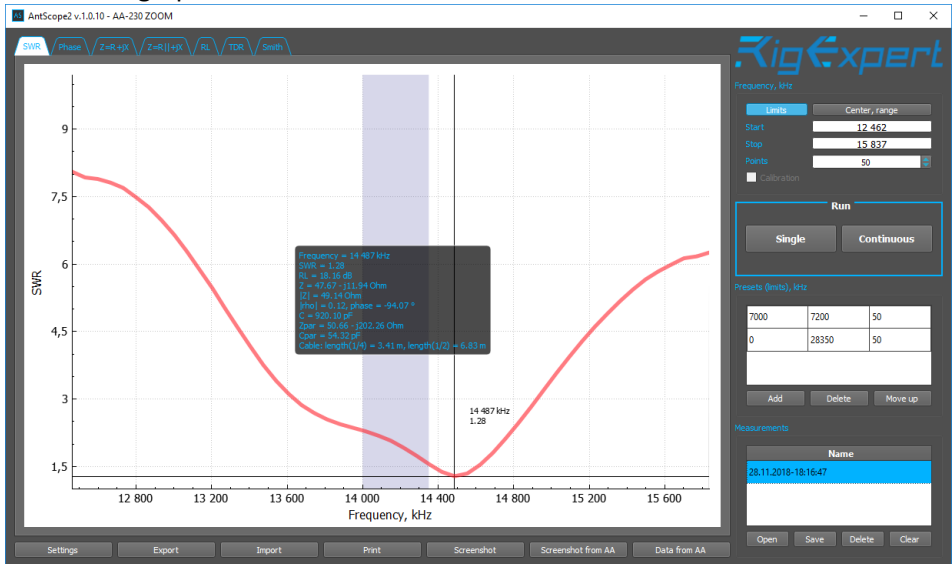 AntScope2 v.1.0.10 - AA-230 ZOOM
SWR Phase Z=R+jX Z=R||+jX RL TDR Smith
RigExpert
Frequency, kHz
Limits Center, range
Start 12 462
Stop 15 837
Points 50
Calibration
Run
Single Continuous
Presets (limits), kHz
7000 7200 50
0 28350 50
Add Delete Move up
Measurements
Name
28.11.2018-18:16:47
Open Save Delete Clear
SWR
9
7,5
6
4,5
3
1,5
Frequency = 14 487 kHz
SWR = 1.28
RL = 18.16 dB
Z = 47.67 - j11.94 Ohm
|Z| = 49.14 Ohm
|rho| = 0.12, phase = -94.07 °
C = 920.10 pF
Zpar = 50.66 - j202.26 Ohm
Cpar = 54.32 pF
Cable: length(1/4) = 3.41 m, length(1/2) = 6.83 m
14 487 kHz
1.28
12 800 13 200 13 600 14 000 14 400 14 800 15 200 15 600
Frequency, kHz
Settings Export Import Print Screenshot Screenshot from AA Data from AA